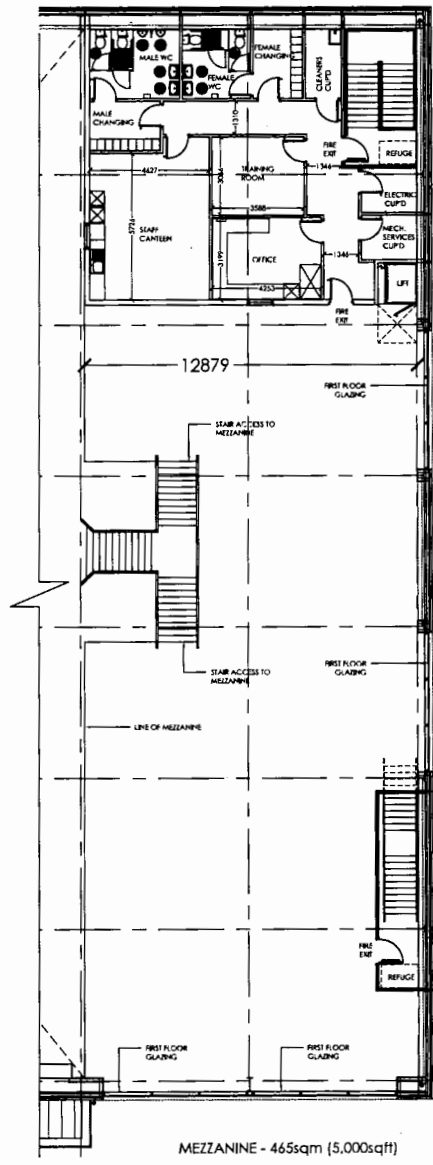 MALE WC
FEMALE
WC
FEMALE
CHANGING
CLEANERS
CUP'D
MALE
CHANGING
1310
FIRE
EXIT
REFUGE
4627
3064
TRAINING
ROOM
1346
3588
ELECTRIC
CUP'D
5724
STAFF
CANTEEN
MECH.
SERVICES
CUP'D
3199
OFFICE
1346
4253
LIFT
FIRE
EXIT
12879
FIRST FLOOR
GLAZING
STAIR ACCESS TO
MEZZANINE
FIRST FLOOR
GLAZING
STAIR ACCESS TO
MEZZANINE
LINE OF MEZZANINE
FIRE
EXIT
REFUGE
FIRST FLOOR
GLAZING
FIRST FLOOR
GLAZING
MEZZANINE - 465sqm (5,000sqft)